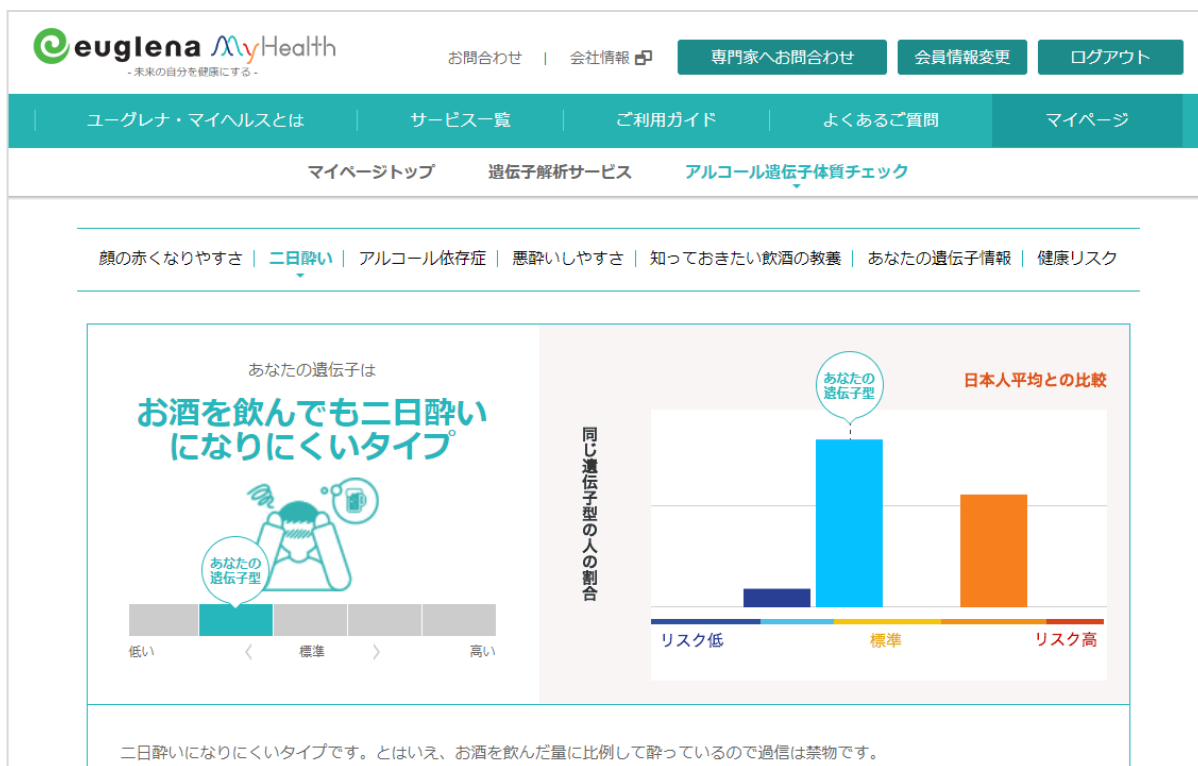 euglena MyHealth
- 未来の自分を健康にする -
お問合わせ | 会社情報
専門家へお問合わせ
会員情報変更
ログアウト
ユーグレナ・マイヘルスとは
サービス一覧
ご利用ガイド
よくあるご質問
マイページ
マイページトップ
遺伝子解析サービス
アルコール遺伝子体質チェック
顔の赤くなりやすさ | 二日酔い | アルコール依存症 | 悪酔いしやすさ | 知っておきたい飲酒の教養 | あなたの遺伝子情報 | 健康リスク
あなたの遺伝子は
お酒を飲んでも二日酔い
になりにくいタイプ
あなたの
遺伝子型
低い 〈 標準 〉 高い
あなたの
遺伝子型
日本人平均との比較
同じ遺伝子型の人の割合
リスク低 標準 リスク高
二日酔いになりにくいタイプです。とはいえ、お酒を飲んだ量に比例して酔っているので過信は禁物です。